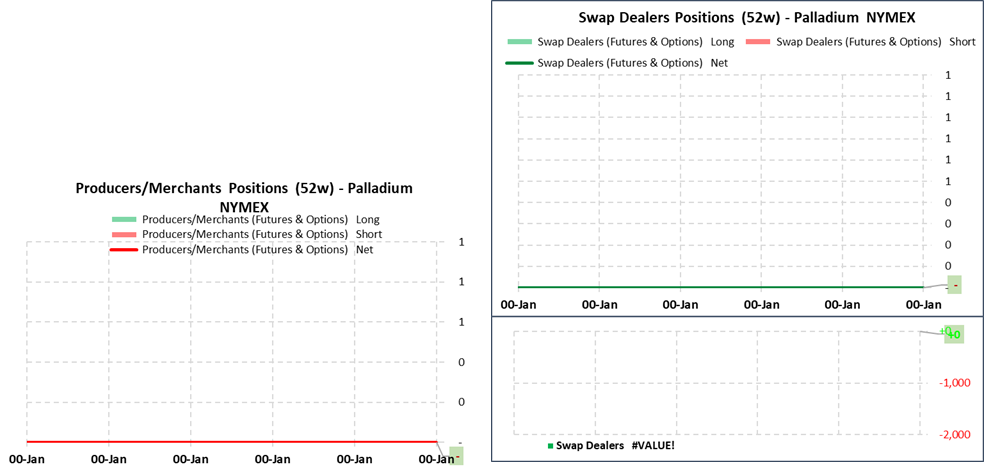 Producers/Merchants Positions (52w) - Palladium
NYMEX
Producers/Merchants (Futures & Options) Long
Producers/Merchants (Futures & Options) Short
Producers/Merchants (Futures & Options) Net
1
1
1
0
0
-
-
00-Jan 00-Jan 00-Jan 00-Jan 00-Jan 00-Jan
Swap Dealers Positions (52w) - Palladium NYMEX
Swap Dealers (Futures & Options) Long Swap Dealers (Futures & Options) Short
Swap Dealers (Futures & Options) Net
1
1
1
1
1
1
0
0
0
0
-
-
00-Jan 00-Jan 00-Jan 00-Jan 00-Jan 00-Jan
+0 +0
-1,000
-2,000
Swap Dealers #VALUE!